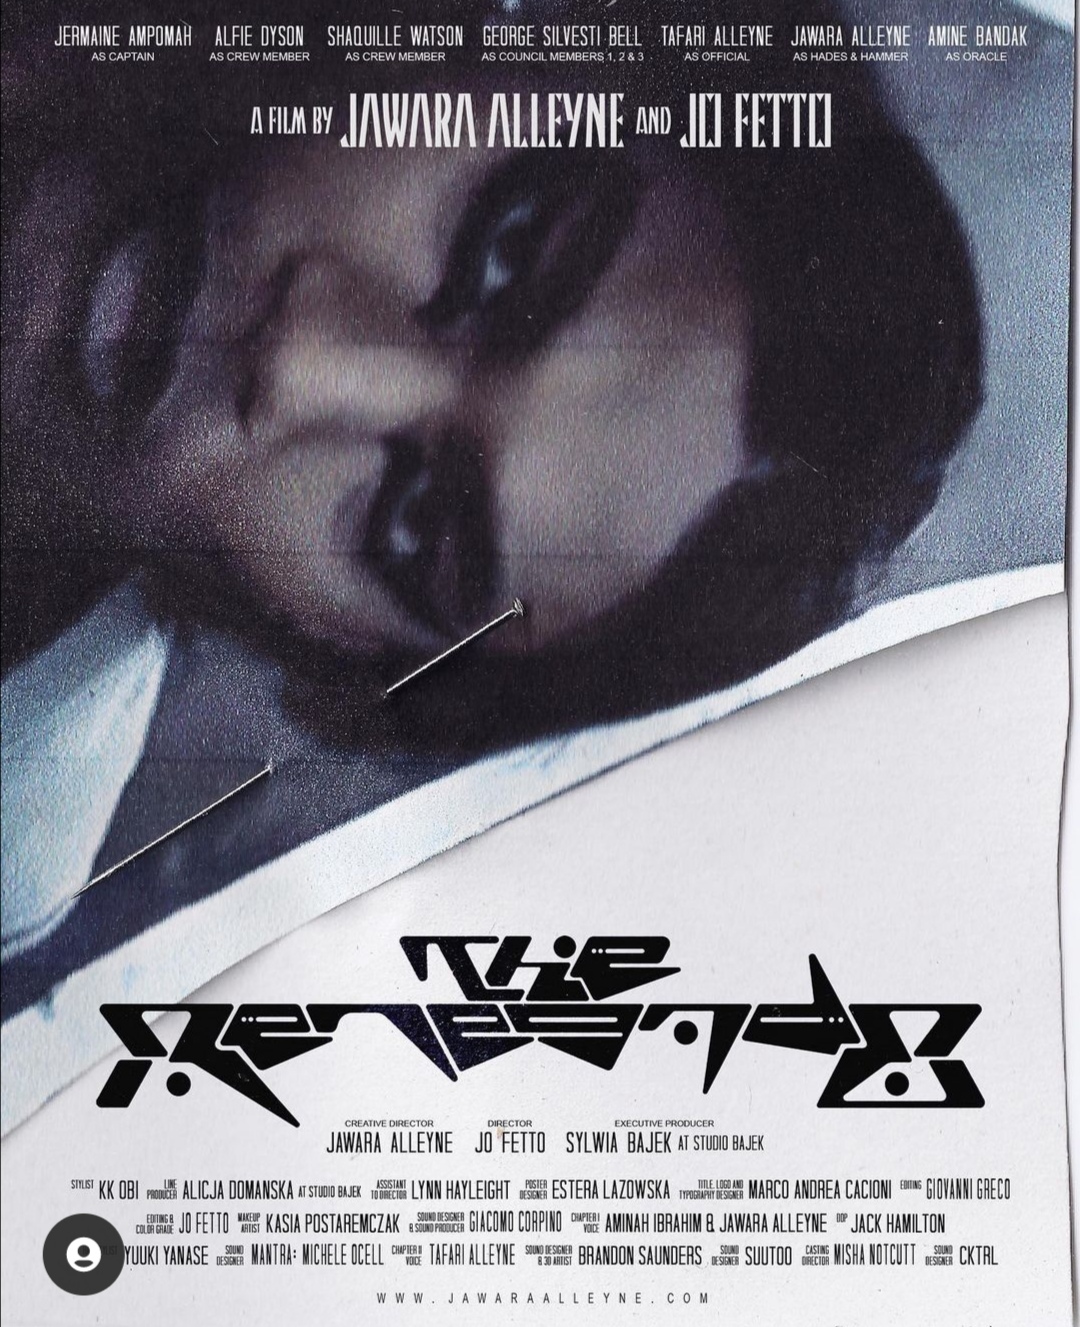 JERMAINE AMPOMAH ALFIE DYSON SHAQUILLE WATSON GEORGE SILVESTI BELL TAFARI ALLEYNE JAWARA ALLEYNE AMINE BANDAK
AS CAPTAIN AS CREW MEMBER AS CREW MEMBER AS COUNCIL MEMBERS 1, 2 & 3 AS OFFICIAL AS HADES & HAMMER AS ORACLE
A FILM BY JAWARA ALLEYNE AND JO FETTO
The
Renegade
CREATIVE DIRECTOR DIRECTOR EXECUTIVE PRODUCER
JAWARA ALLEYNE JO FETTO SYLWIA BAJEK AT STUDIO BAJEK
STYLIST KK OBI LINE PRODUCER ALICJA DOMANSKA AT STUDIO BAJEK ASSISTANT TO DIRECTOR LYNN HAYLEIGHT POSTER DESIGNER ESTERA LAZOWSKA TITLE, LOGO AND TYPOGRAPHY DESIGNER MARCO ANDREA CACIONI EDITING GIOVANNI GRECO
EDITING & COLOR GRADE JO FETTO MAKEUP ARTIST KASIA POSTAREMCZAK SOUND DESIGNER & SOUND PRODUCER GIACOMO CORPINO CHAPTER I VOICE AMINAH IBRAHIM & JAWARA ALLEYNE DOP JACK HAMILTON
YUUKI YANASE SOUND DESIGNER MANTRA: MICHELE OCELL CHAPTER II VOICE TAFARI ALLEYNE SOUND DESIGNER & 3D ARTIST BRANDON SAUNDERS SOUND DESIGNER SUUTOO CASTING DIRECTOR MISHA NOTCUTT SOUND DESIGNER CKTRL
WWW.JAWARAALLEYNE.COM